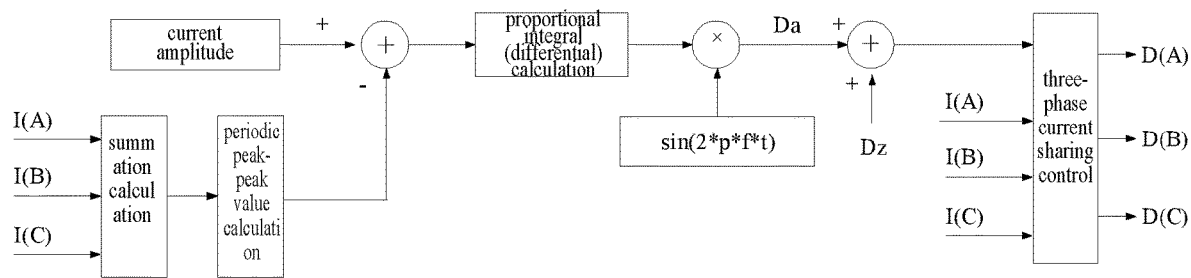 current
amplitude
+
+
-
proportional
integral
(differential)
calculation
×
sin(2*p*f*t)
Da
+
+
+
Dz
I(A)
I(B)
I(C)
summ
ation
calcul
ation
periodic
peak-
peak
value
calculati
on
I(A)
I(B)
I(C)
three-
phase
current
sharing
control
D(A)
D(B)
D(C)